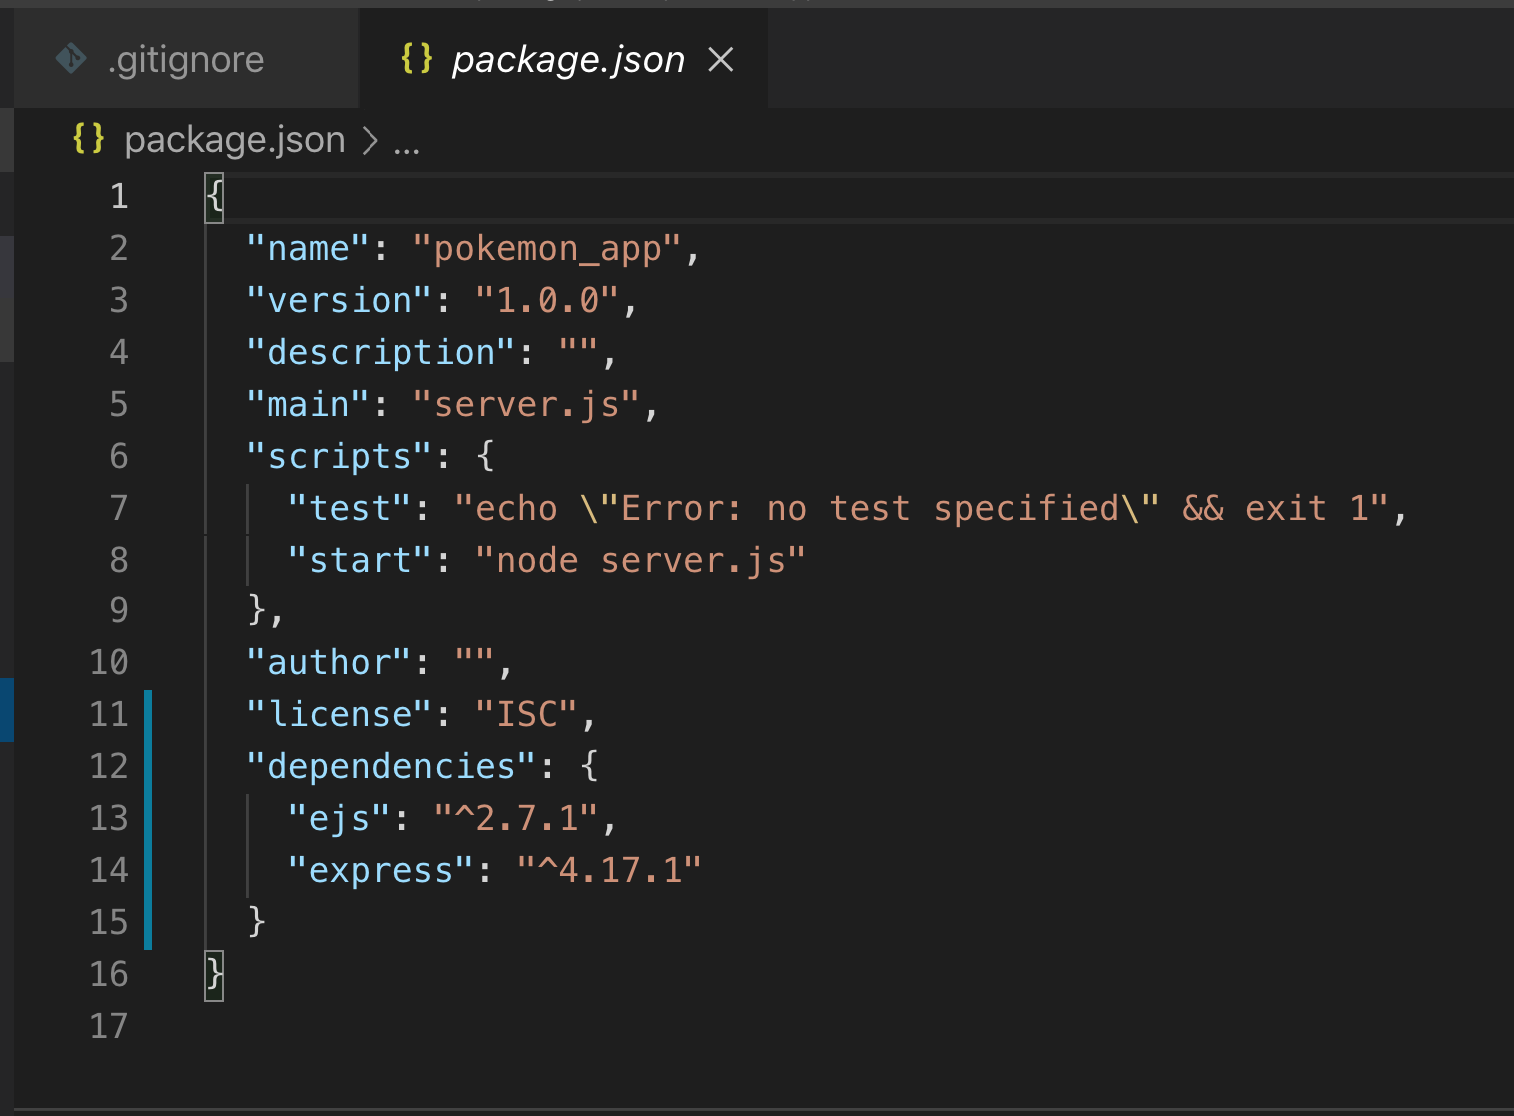 .gitignore
{} package.json ×
{} package.json > ...
1 {
2   "name": "pokemon_app",
3   "version": "1.0.0",
4   "description": "",
5   "main": "server.js",
6   "scripts": {
7     "test": "echo \"Error: no test specified\" && exit 1",
8     "start": "node server.js"
9   },
10   "author": "",
11   "license": "ISC",
12   "dependencies": {
13     "ejs": "^2.7.1",
14     "express": "^4.17.1"
15   }
16 }
17